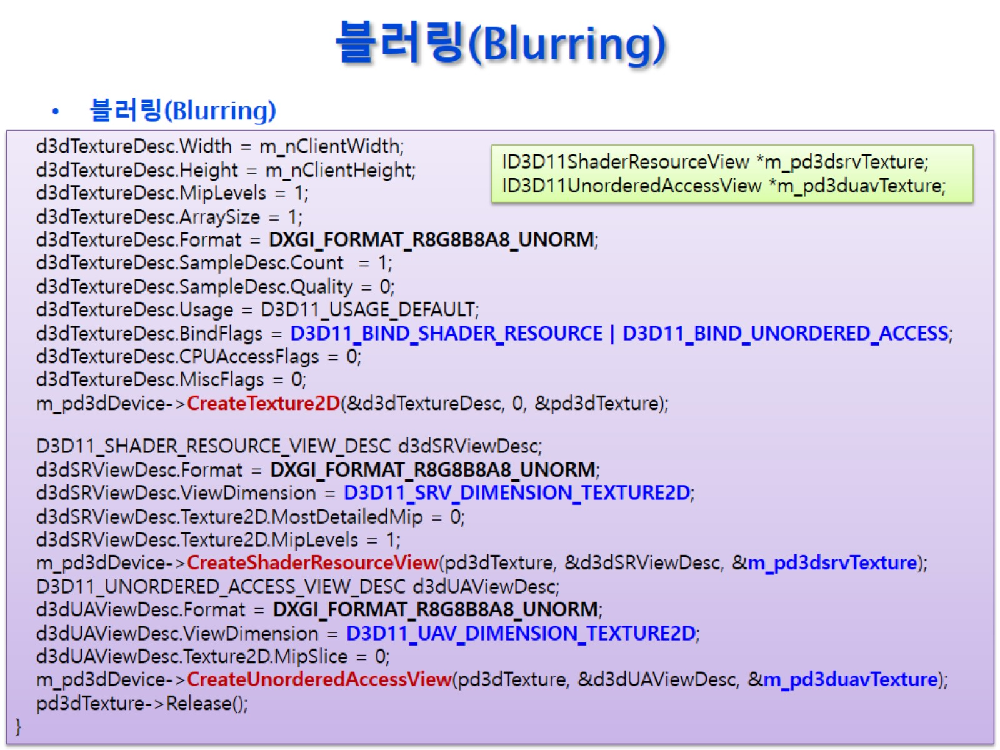 블러링(Blurring)
• 블러링(Blurring)
d3dTextureDesc.Width = m_nClientWidth;
d3dTextureDesc.Height = m_nClientHeight;
d3dTextureDesc.MipLevels = 1;
d3dTextureDesc.ArraySize = 1;
d3dTextureDesc.Format = DXGI_FORMAT_R8G8B8A8_UNORM;
d3dTextureDesc.SampleDesc.Count = 1;
d3dTextureDesc.SampleDesc.Quality = 0;
d3dTextureDesc.Usage = D3D11_USAGE_DEFAULT;
d3dTextureDesc.BindFlags = D3D11_BIND_SHADER_RESOURCE | D3D11_BIND_UNORDERED_ACCESS;
d3dTextureDesc.CPUAccessFlags = 0;
d3dTextureDesc.MiscFlags = 0;
m_pd3dDevice->CreateTexture2D(&d3dTextureDesc, 0, &pd3dTexture);
D3D11_SHADER_RESOURCE_VIEW_DESC d3dSRViewDesc;
d3dSRViewDesc.Format = DXGI_FORMAT_R8G8B8A8_UNORM;
d3dSRViewDesc.ViewDimension = D3D11_SRV_DIMENSION_TEXTURE2D;
d3dSRViewDesc.Texture2D.MostDetailedMip = 0;
d3dSRViewDesc.Texture2D.MipLevels = 1;
m_pd3dDevice->CreateShaderResourceView(pd3dTexture, &d3dSRViewDesc, &m_pd3dsrvTexture);
D3D11_UNORDERED_ACCESS_VIEW_DESC d3dUAViewDesc;
d3dUAViewDesc.Format = DXGI_FORMAT_R8G8B8A8_UNORM;
d3dUAViewDesc.ViewDimension = D3D11_UAV_DIMENSION_TEXTURE2D;
d3dUAViewDesc.Texture2D.MipSlice = 0;
m_pd3dDevice->CreateUnorderedAccessView(pd3dTexture, &d3dUAViewDesc, &m_pd3duavTexture);
pd3dTexture->Release();
}
ID3D11ShaderResourceView *m_pd3dsrvTexture;
ID3D11UnorderedAccessView *m_pd3duavTexture;